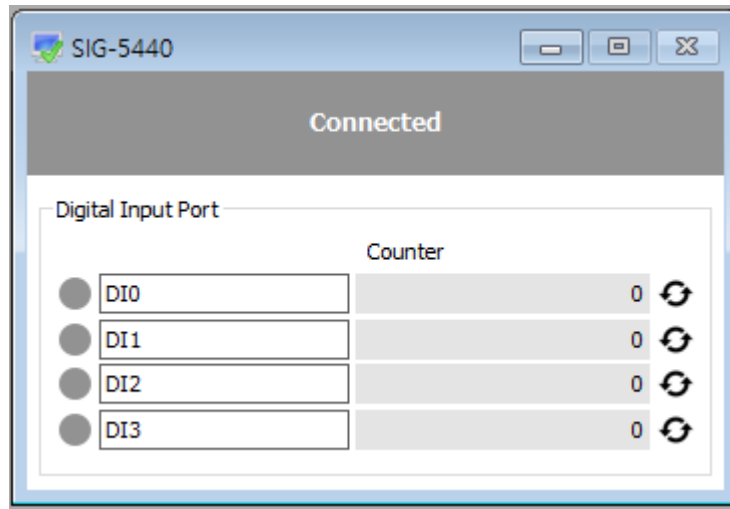 SIG-5440
Connected
Digital Input Port
Counter
DI0 0
DI1 0
DI2 0
DI3 0